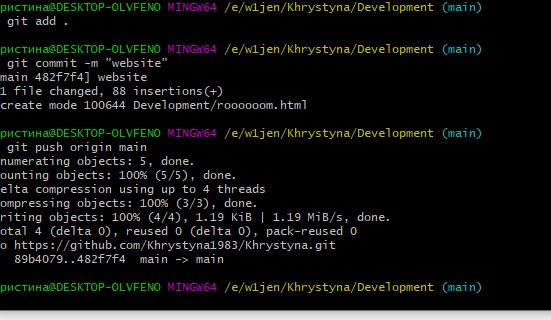 ристина@DESKTOP-OLVFENO MINGW64 /e/w1jen/Khrystyna/Development (main)
git add .
ристина@DESKTOP-OLVFENO MINGW64 /e/w1jen/Khrystyna/Development (main)
git commit -m "website"
main 482f7f4] website
1 file changed, 88 insertions(+)
create mode 100644 Development/roooooom.html
ристина@DESKTOP-OLVFENO MINGW64 /e/w1jen/Khrystyna/Development (main)
git push origin main
numerating objects: 5, done.
ounting objects: 100% (5/5), done.
elta compression using up to 4 threads
ompressing objects: 100% (3/3), done.
riting objects: 100% (4/4), 1.19 KiB | 1.19 MiB/s, done.
otal 4 (delta 0), reused 0 (delta 0), pack-reused 0
o https://github.com/Khrystyna1983/Khrystyna.git
89b4079..482f7f4 main -> main
ристина@DESKTOP-OLVFENO MINGW64 /e/w1jen/Khrystyna/Development (main)